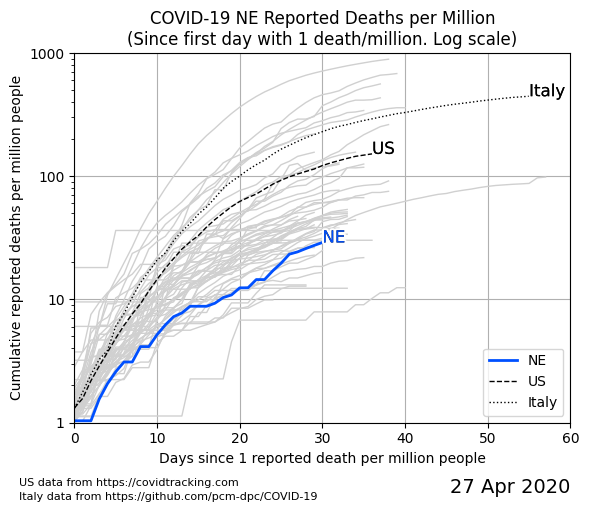 COVID-19 NE Reported Deaths per Million
(Since first day with 1 death/million. Log scale)
Cumulative reported deaths per million people
1000
100
10
1
Italy
US
NE
NE
US
Italy
0 10 20 30 40 50 60
Days since 1 reported death per million people
US data from https://covidtracking.com
Italy data from https://github.com/pcm-dpc/COVID-19
27 Apr 2020